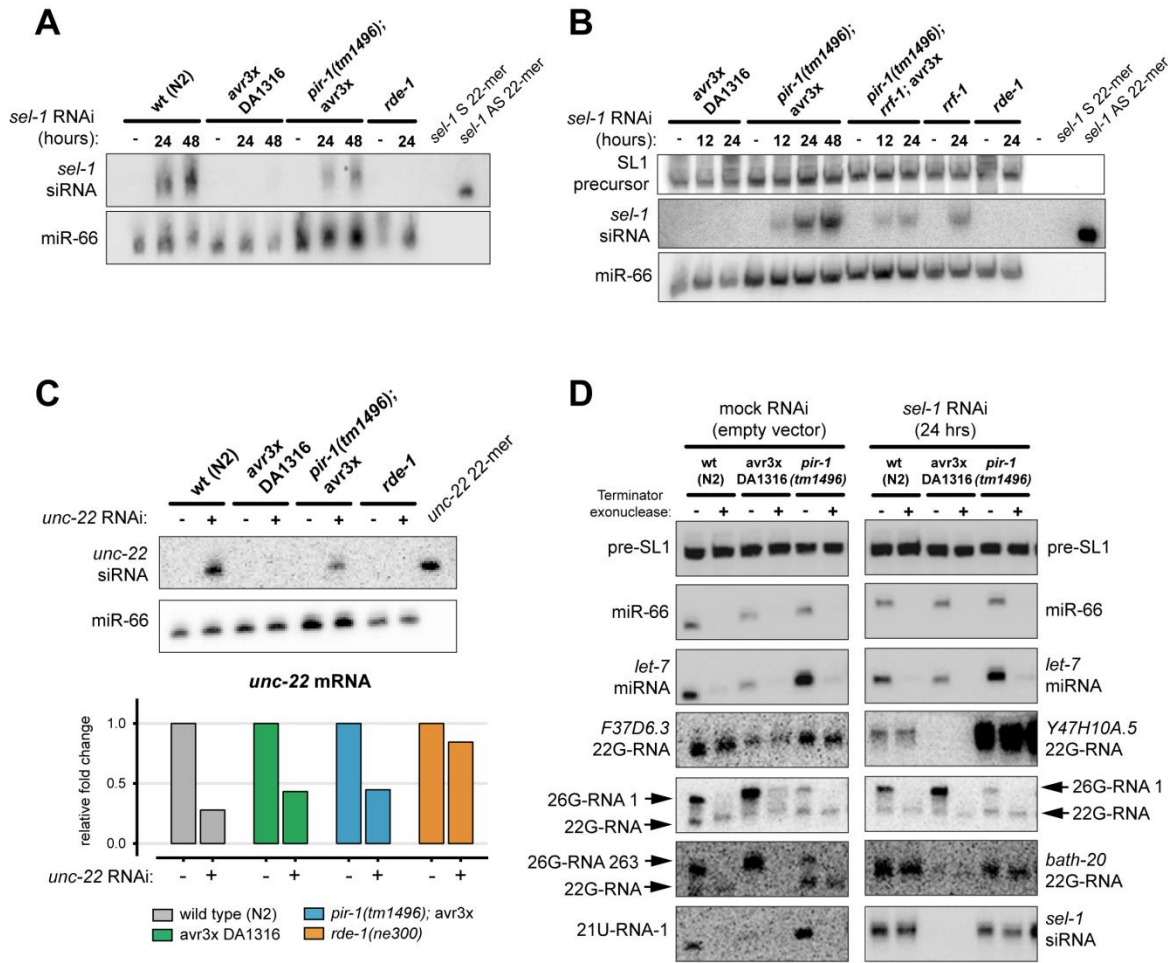 A
wt (N2)
avr3x
DA1316
pir-1(tm1496);
avr3x
rde-1
sel-1 S 22-mer
sel-1 AS 22-mer
sel-1 RNAi
(hours):
- 24 48 - 24 48 - 24 48 - 24
sel-1
siRNA
miR-66
B
avr3x
DA1316
pir-1(tm1496);
avr3x
pir-1(tm1496);
rrf-1; avr3x
rrf-1
rde-1
-
sel-1 S 22-mer
sel-1 AS 22-mer
sel-1 RNAi
(hours):
- 12 24 - 12 24 48 - 12 24 - 24 - 24
SL1
precursor
sel-1
siRNA
miR-66
C
wt (N2)
avr3x
DA1316
pir-1(tm1496);
avr3x
rde-1
unc-22 22-mer
unc-22 RNAi: - + - + - + - +
unc-22
siRNA
miR-66
unc-22 mRNA
relative fold change
1.0
0.5
0.0
unc-22 RNAi: - + - + - + - +
wild type (N2)
pir-1(tm1496); avr3x
avr3x DA1316
rde-1(ne300)
D
mock RNAi
(empty vector)
sel-1 RNAi
(24 hrs)
wt
(N2)
avr3x
DA1316
pir-1
(tm1496)
wt
(N2)
avr3x
DA1316
pir-1
(tm1496)
Terminator
exonuclease:
- + - + - + - + - + - +
pre-SL1
pre-SL1
miR-66
miR-66
let-7
miRNA
let-7
miRNA
F37D6.3
22G-RNA
Y47H10A.5
22G-RNA
26G-RNA 1
26G-RNA 1
22G-RNA
22G-RNA
26G-RNA 263
22G-RNA
bath-20
22G-RNA
21U-RNA-1
sel-1
siRNA